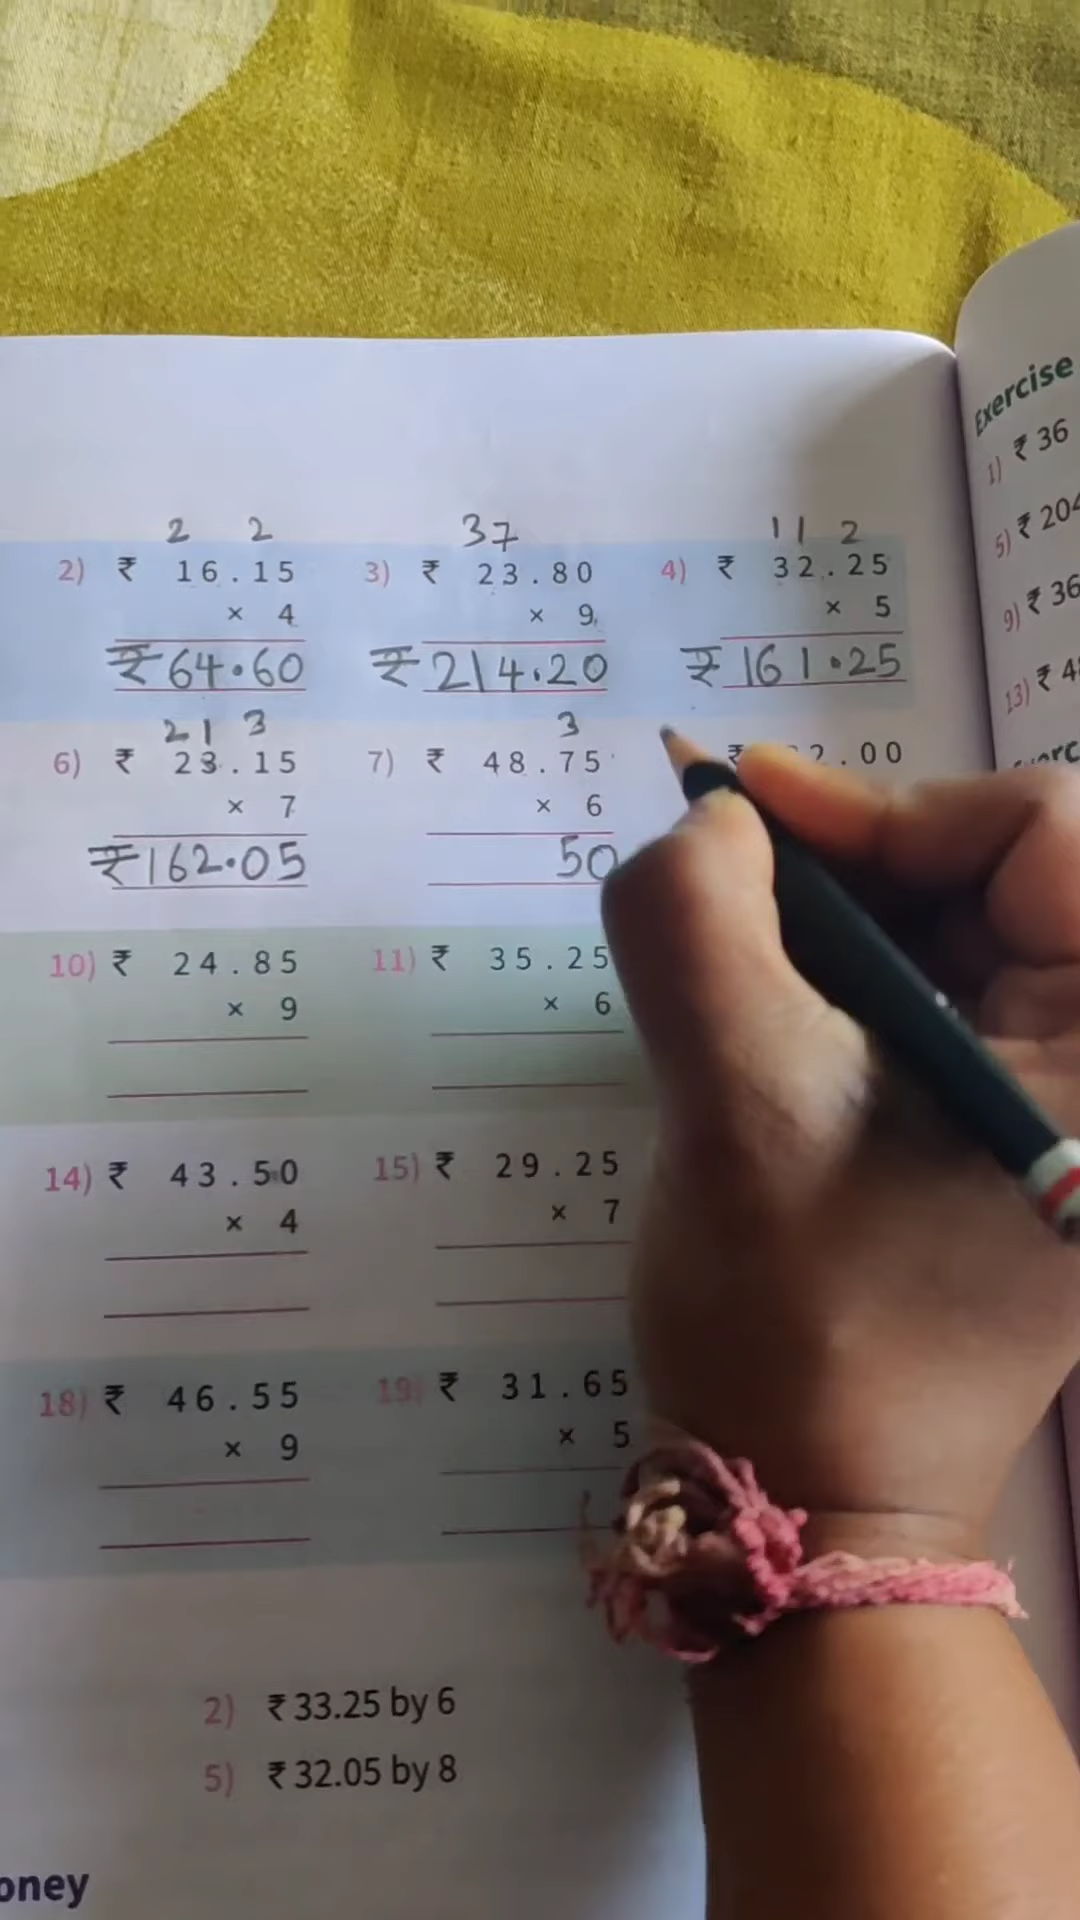 Exercise
1) ₹ 36
5) ₹ 204
9) ₹ 36
13) ₹ 4
2 2
2) ₹ 16.15
× 4
₹ 64.60
37
3) ₹ 23.80
× 9
₹ 214.20
11 2
4) ₹ 32.25
× 5
₹ 161.25
21 3
6) ₹ 23.15
× 7
₹ 162.05
3
7) ₹ 48.75
× 6
50
2.00
10) ₹ 24.85
× 9
11) ₹ 35.25
× 6
14) ₹ 43.50
× 4
15) ₹ 29.25
× 7
18) ₹ 46.55
× 9
19) ₹ 31.65
× 5
2) ₹ 33.25 by 6
5) ₹ 32.05 by 8
oney